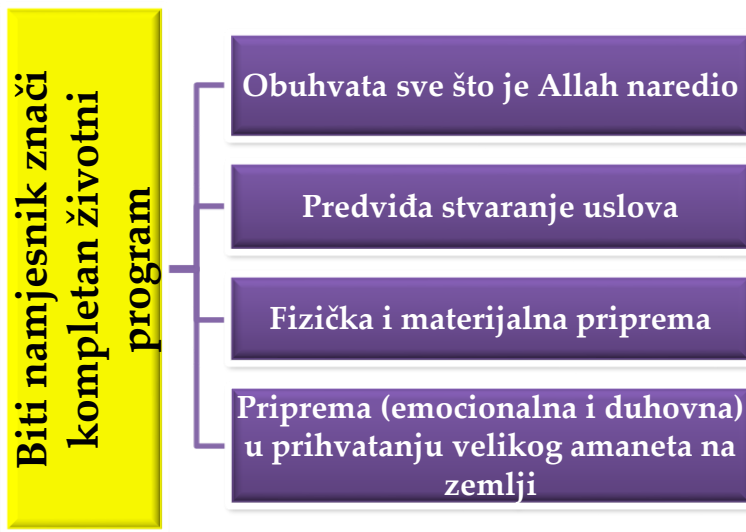 Biti namjesnik znači
kompletan životni
program
Obuhvata sve što je Allah naredio
Predviđa stvaranje uslova
Fizička i materijalna priprema
Priprema (emocionalna i duhovna)
u prihvatanju velikog amaneta na
zemlji